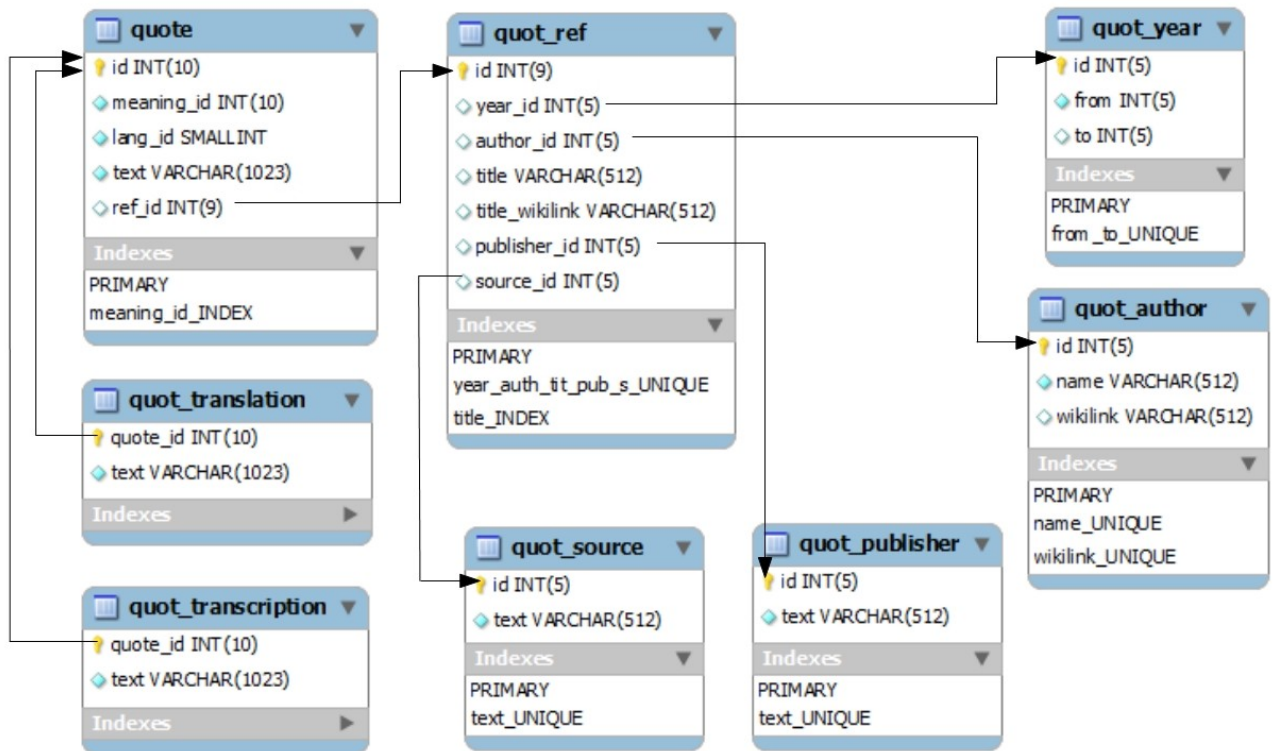 quote
id INT(10)
meaning_id INT(10)
lang_id SMALLINT
text VARCHAR(1023)
ref_id INT(9)
Indexes
PRIMARY
meaning_id_INDEX
quot_translation
quote_id INT(10)
text VARCHAR(1023)
Indexes
quot_transcription
quote_id INT(10)
text VARCHAR(1023)
Indexes
quot_ref
id INT(9)
year_id INT(5)
author_id INT(5)
title VARCHAR(512)
title_wikilink VARCHAR(512)
publisher_id INT(5)
source_id INT(5)
Indexes
PRIMARY
year_auth_tit_pub_s_UNIQUE
title_INDEX
quot_source
id INT(5)
text VARCHAR(512)
Indexes
PRIMARY
text_UNIQUE
quot_publisher
id INT(5)
text VARCHAR(512)
Indexes
PRIMARY
text_UNIQUE
quot_year
id INT(5)
from INT(5)
to INT(5)
Indexes
PRIMARY
from_to_UNIQUE
quot_author
id INT(5)
name VARCHAR(512)
wikilink VARCHAR(512)
Indexes
PRIMARY
name_UNIQUE
wikilink_UNIQUE